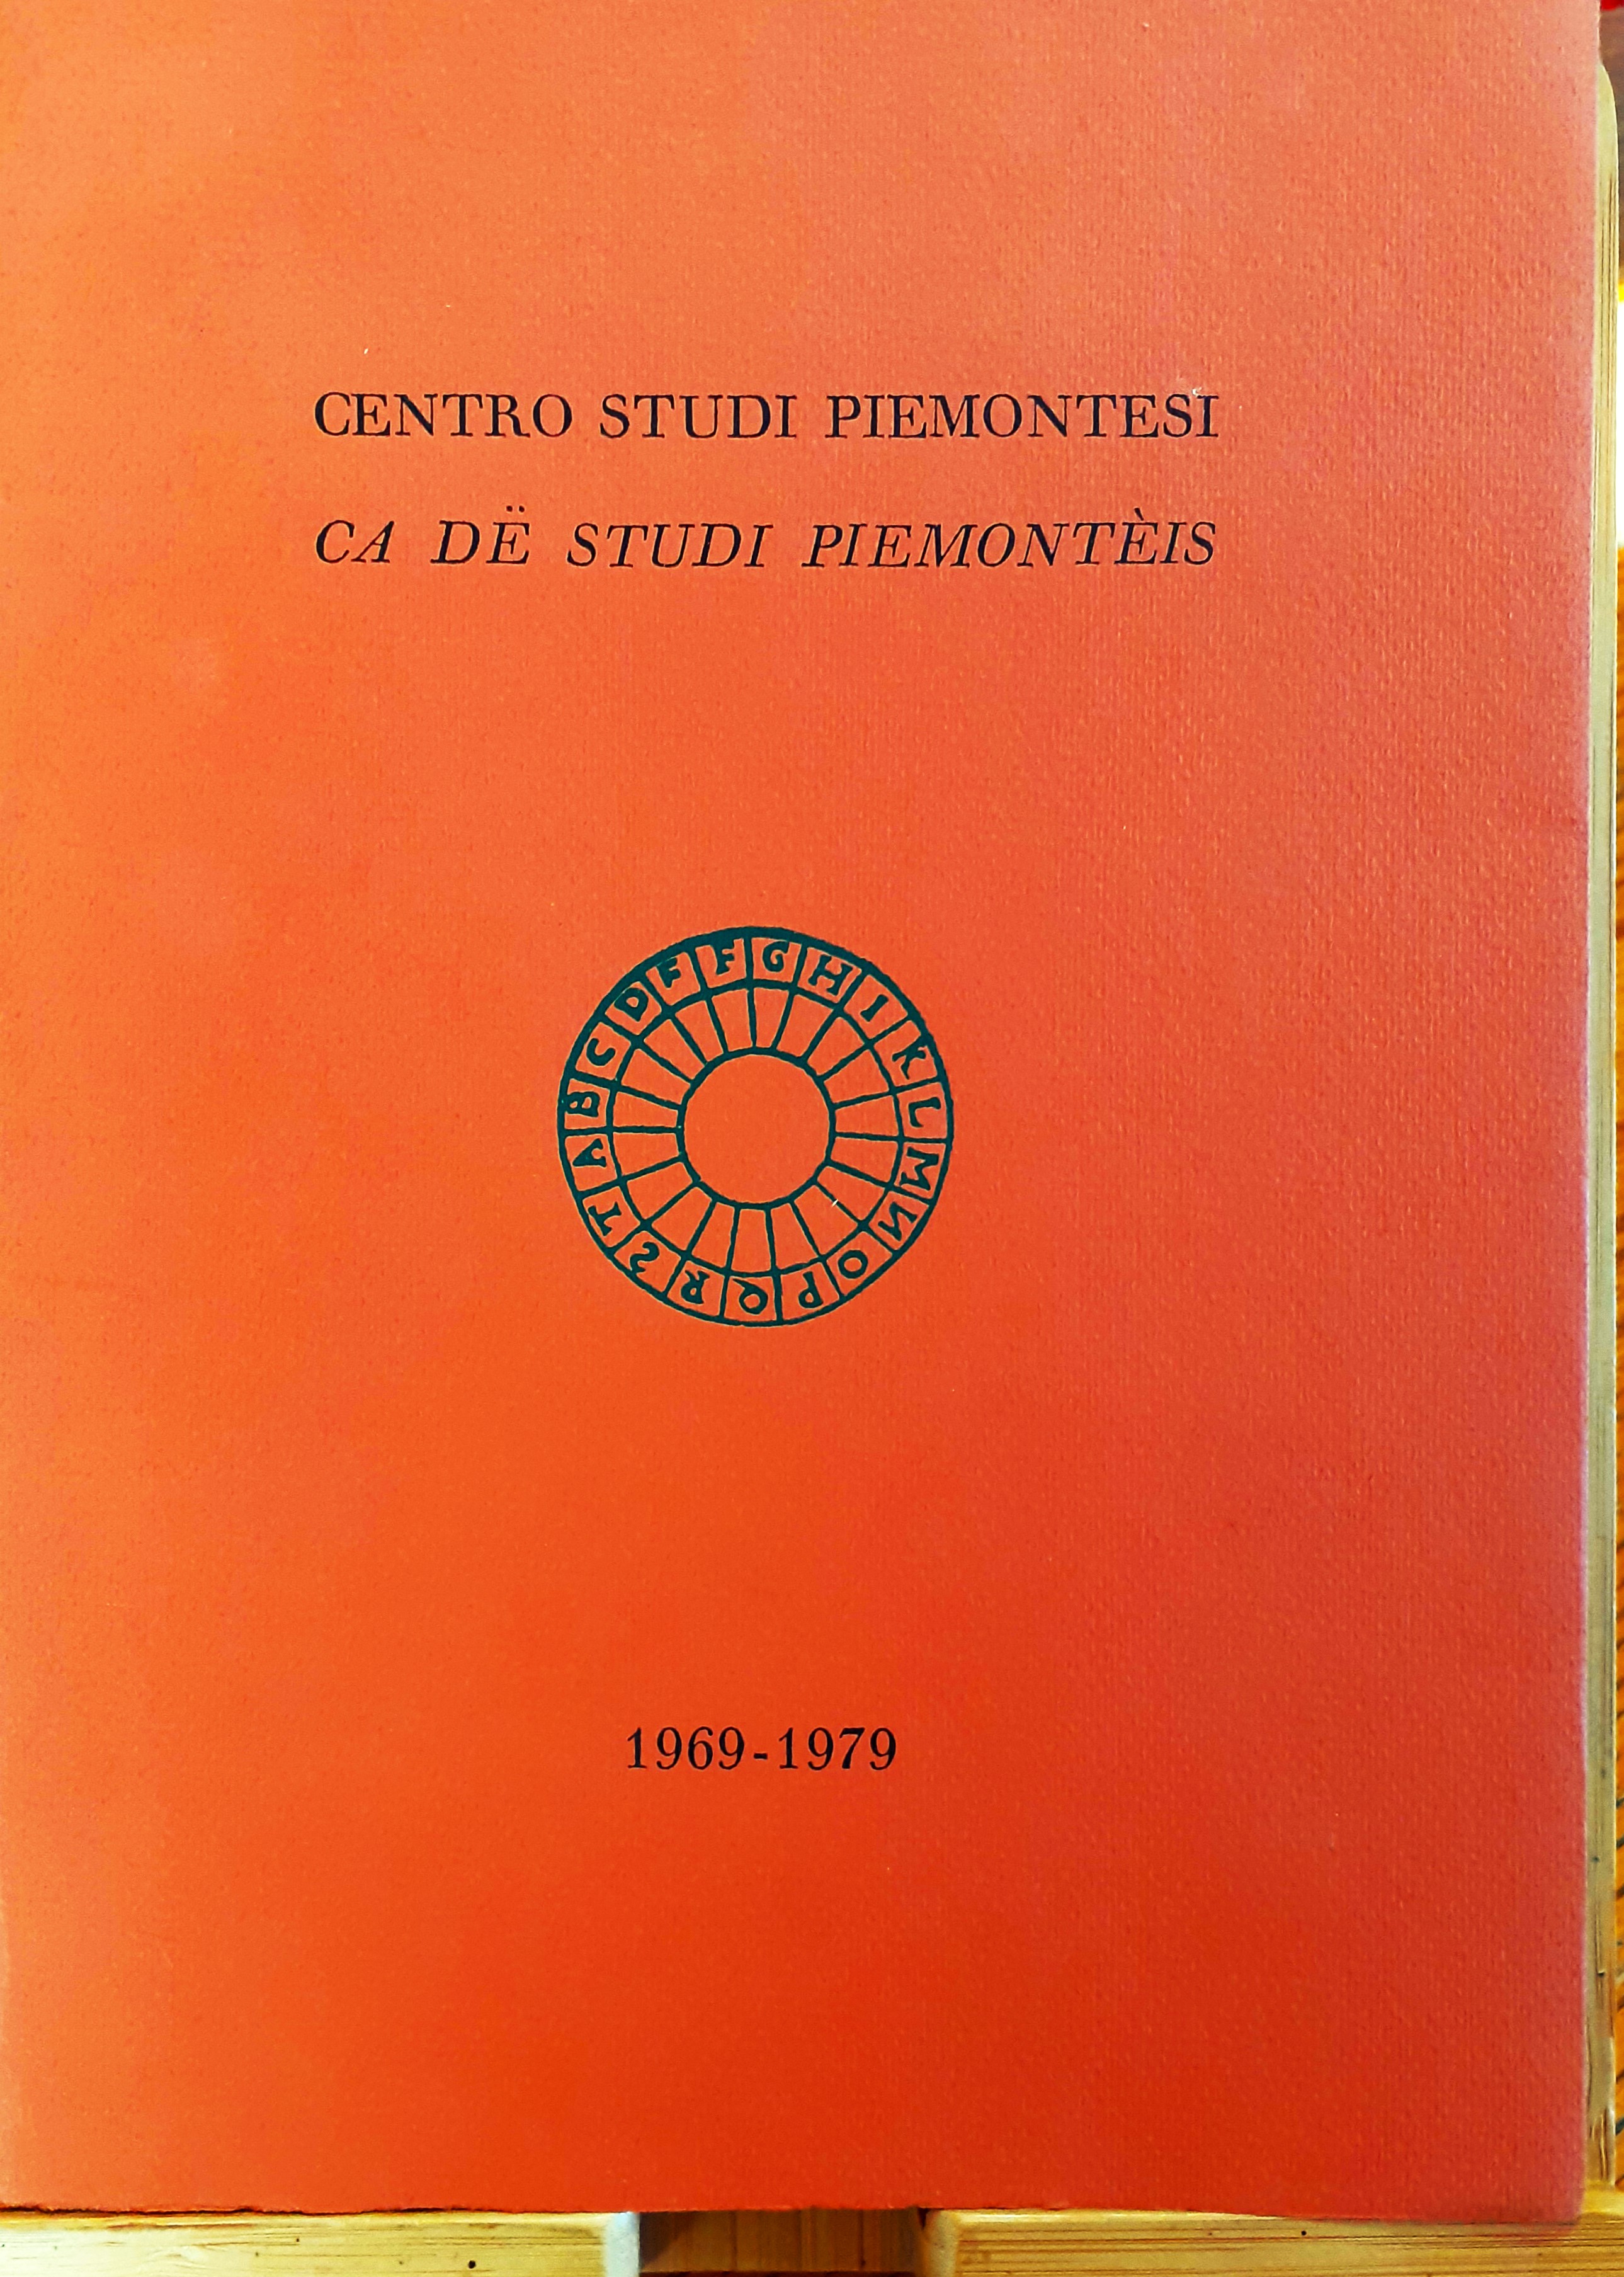 CENTRO STUDI PIEMONTESI
CA DË STUDI PIEMONTÈIS
A B C D F F G H I K L M N O P Q R S T
1969-1979